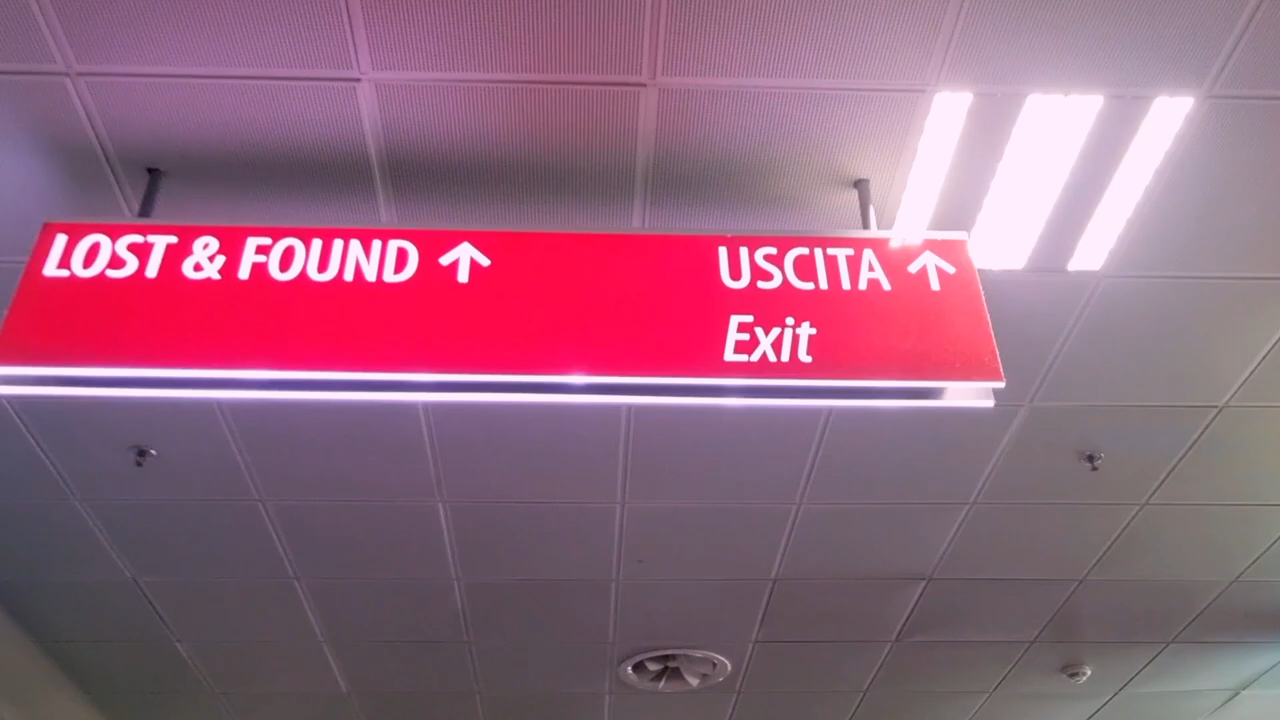 LOST & FOUND ↑
USCITA ↑
Exit